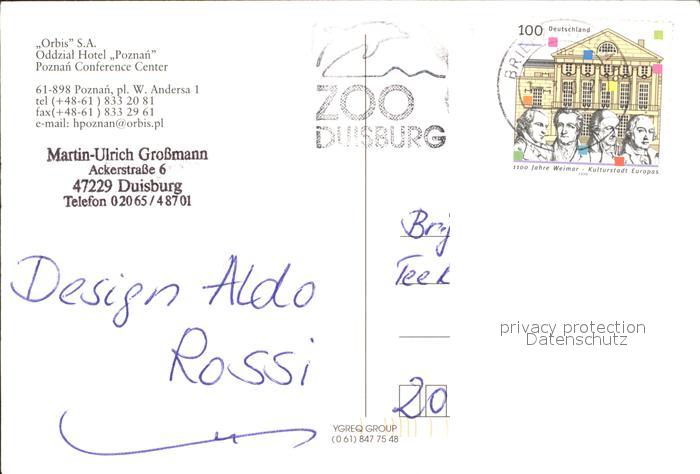 „Orbis" S.A.
Oddział Hotel „Poznań"
Poznań Conference Center
61-898 Poznań, pl. W. Andersa 1
tel (+48-61 ) 833 20 81
fax(+48-61 ) 833 29 61
e-mail: hpoznan@orbis.pl
Martin-Ulrich Großmann
Ackerstraße 6
47229 Duisburg
Telefon 02065/48701
Design Aldo
Rossi
ZOO
DUISBURG
100 Deutschland
1100 Jahre Weimar - Kulturstadt Europas
privacy protection
Datenschutz
20
YGREQ GROUP
(0 61) 847 75 48